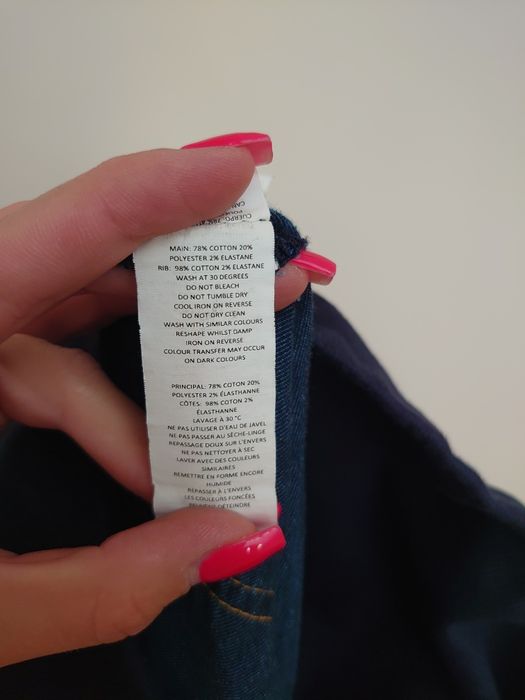 CUERPO: 78%
MAIN: 78% COTTON 20%
POLYESTER 2% ELASTANE
RIB: 98% COTTON 2% ELASTANE
WASH AT 30 DEGREES
DO NOT BLEACH
DO NOT TUMBLE DRY
COOL IRON ON REVERSE
DO NOT DRY CLEAN
WASH WITH SIMILAR COLOURS
RESHAPE WHILST DAMP
IRON ON REVERSE
COLOUR TRANSFER MAY OCCUR
ON DARK COLOURS
PRINCIPAL: 78% COTON 20%
POLYESTER 2% ÉLASTHANNE
CÔTES: 98% COTON 2%
ÉLASTHANNE
LAVAGE À 30 °C
NE PAS UTILISER D'EAU DE JAVEL
NE PAS PASSER AU SÈCHE-LINGE
REPASSAGE DOUX SUR L'ENVERS
NE PAS NETTOYER À SEC
LAVER AVEC DES COULEURS
SIMILAIRES
REMETTRE EN FORME ENCORE
HUMIDE
REPASSER À L'ENVERS
LES COULEURS FONCÉES
PEUVENT DÉTEINDRE